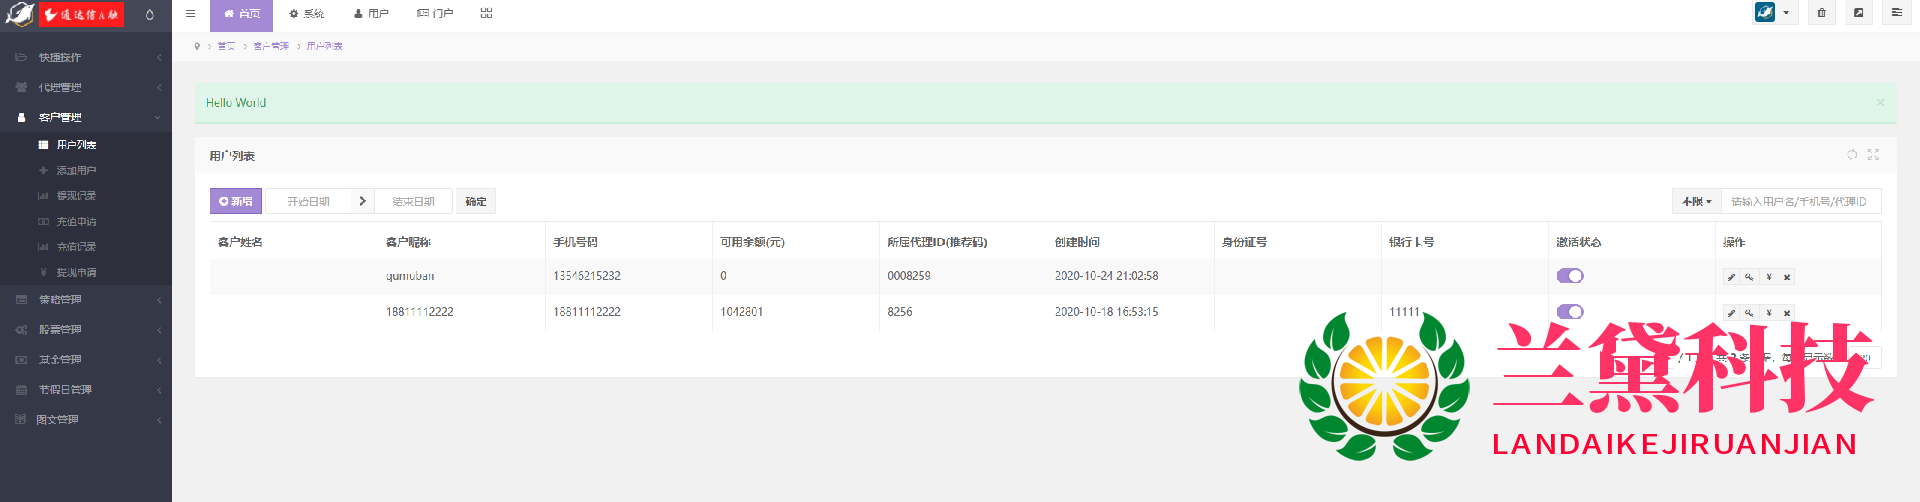 通达信A融
首页
系统
用户
门户
首页 > 客户管理 > 用户列表
快捷操作
代理管理
客户管理
用户列表
添加用户
提现记录
充值申请
充值记录
提现申请
策略管理
股票管理
基金管理
节假日管理
图文管理
Hello World
×
用户列表
新增
开始日期
结束日期
确定
不限
请输入用户名/手机号/代理ID
客户姓名 客户昵称 手机号码 可用余额(元) 所属代理ID(推荐码) 创建时间 身份证号 银行卡号 激活状态 操作
qumuban 13546215232 0 0008259 2020-10-24 21:02:58
18811112222 18811112222 1042801 8256 2020-10-18 16:53:15 11111
兰黛科技
LANDAIKEJIRUANJIAN